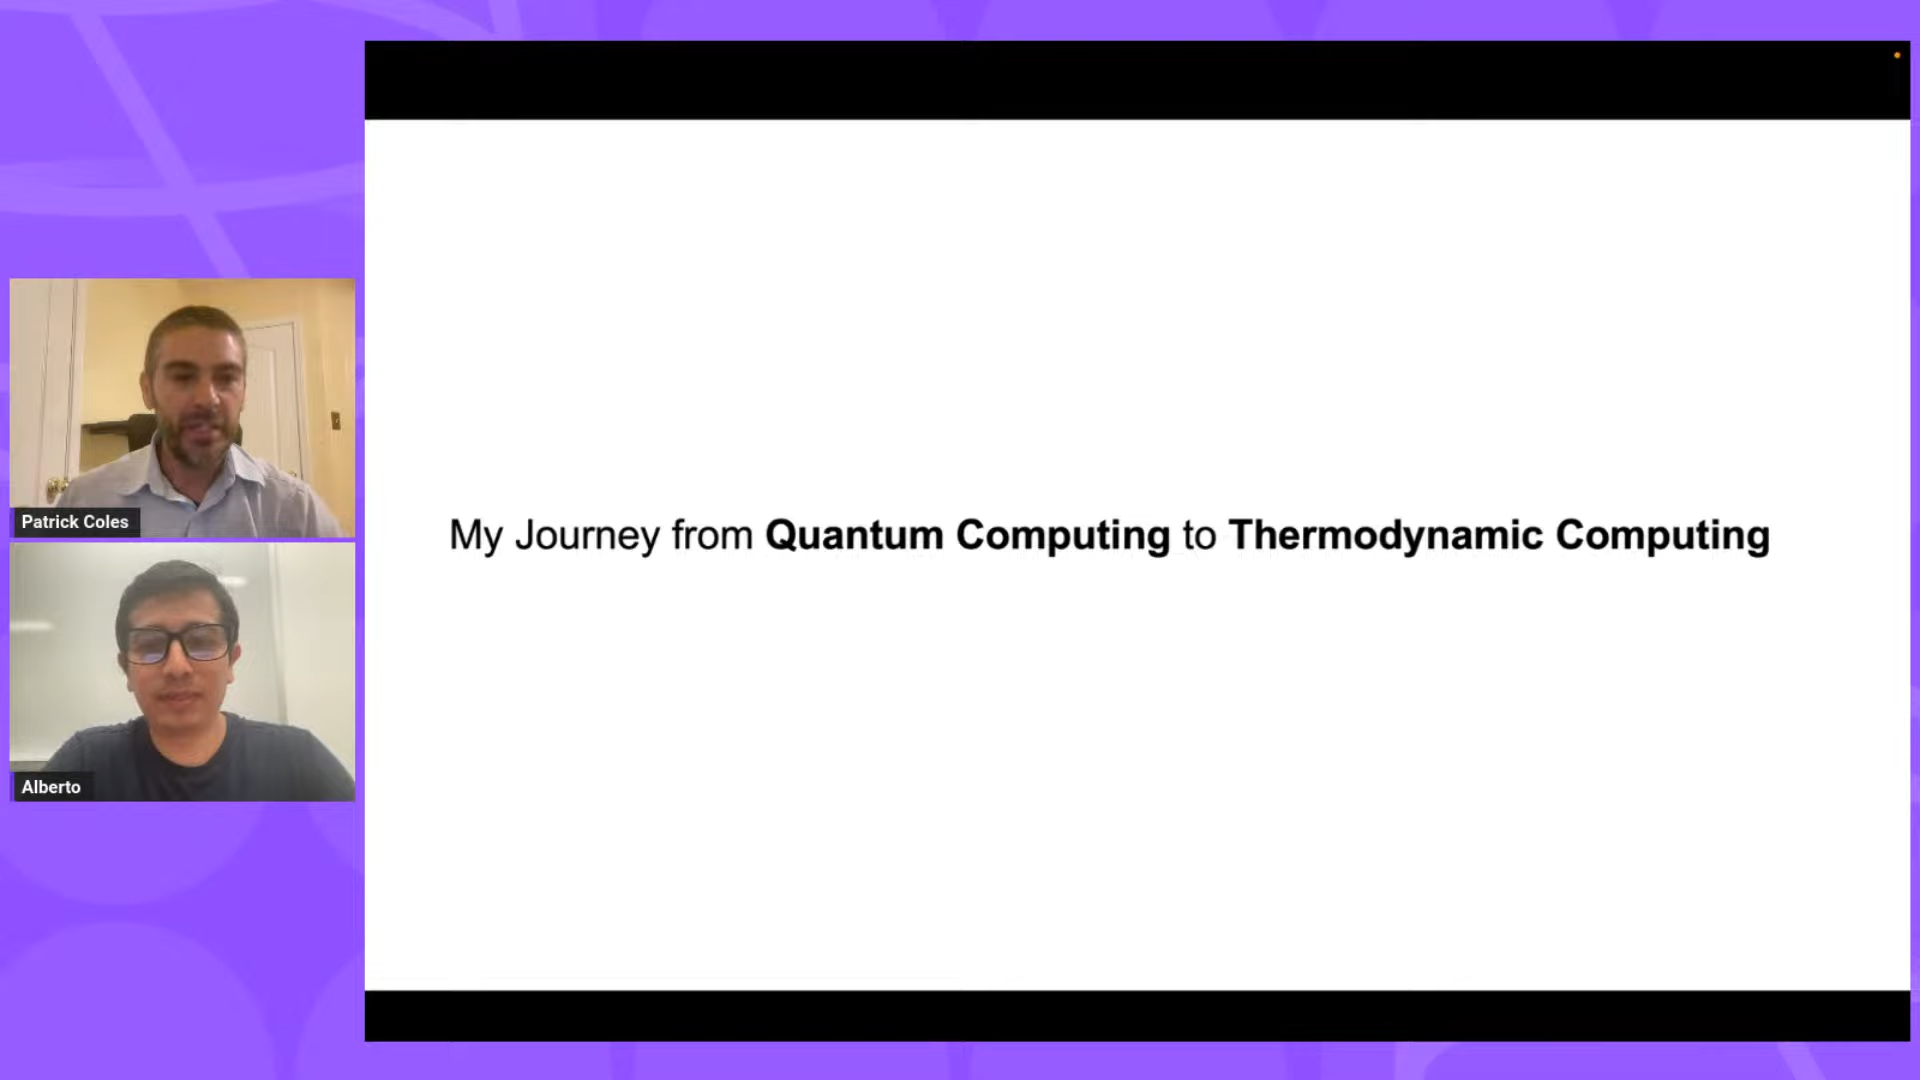 My Journey from Quantum Computing to Thermodynamic Computing
Patrick Coles
Alberto